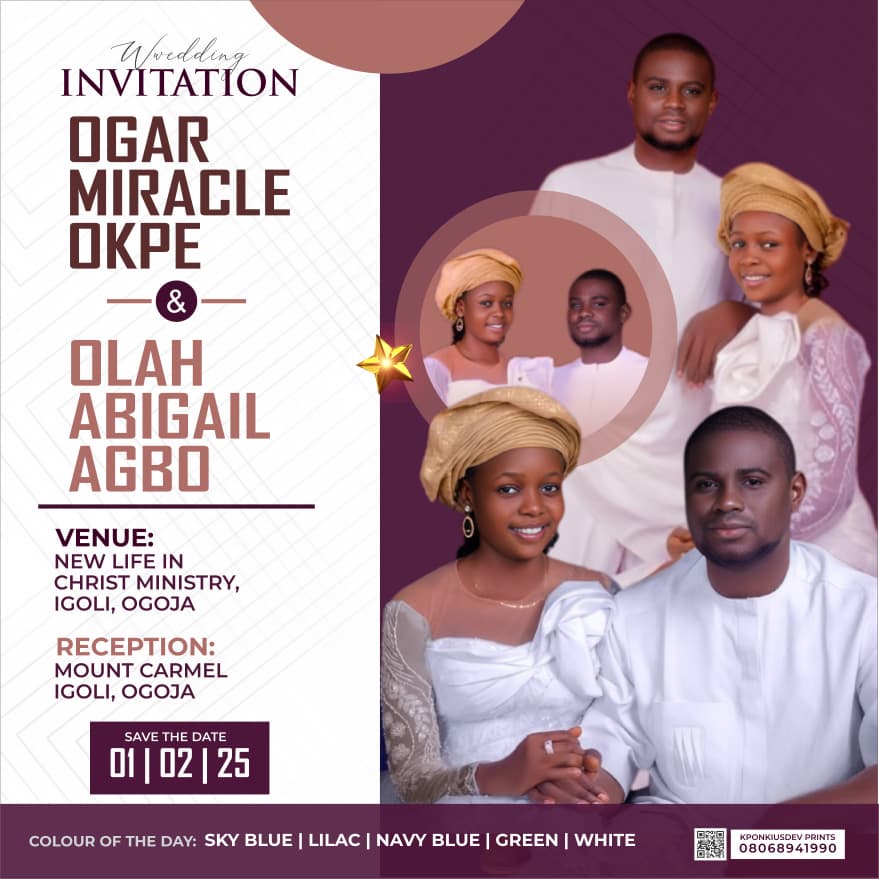 Wwedding
INVITATION
OGAR
MIRACLE
OKPE
&
OLAH
ABIGAIL
AGBO
VENUE:
NEW LIFE IN
CHRIST MINISTRY,
IGOLI, OGOJA
RECEPTION:
MOUNT CARMEL
IGOLI, OGOJA
SAVE THE DATE
01 | 02 | 25
COLOUR OF THE DAY: SKY BLUE | LILAC | NAVY BLUE | GREEN | WHITE
KPONKIUSDEV PRINTS
08068941990